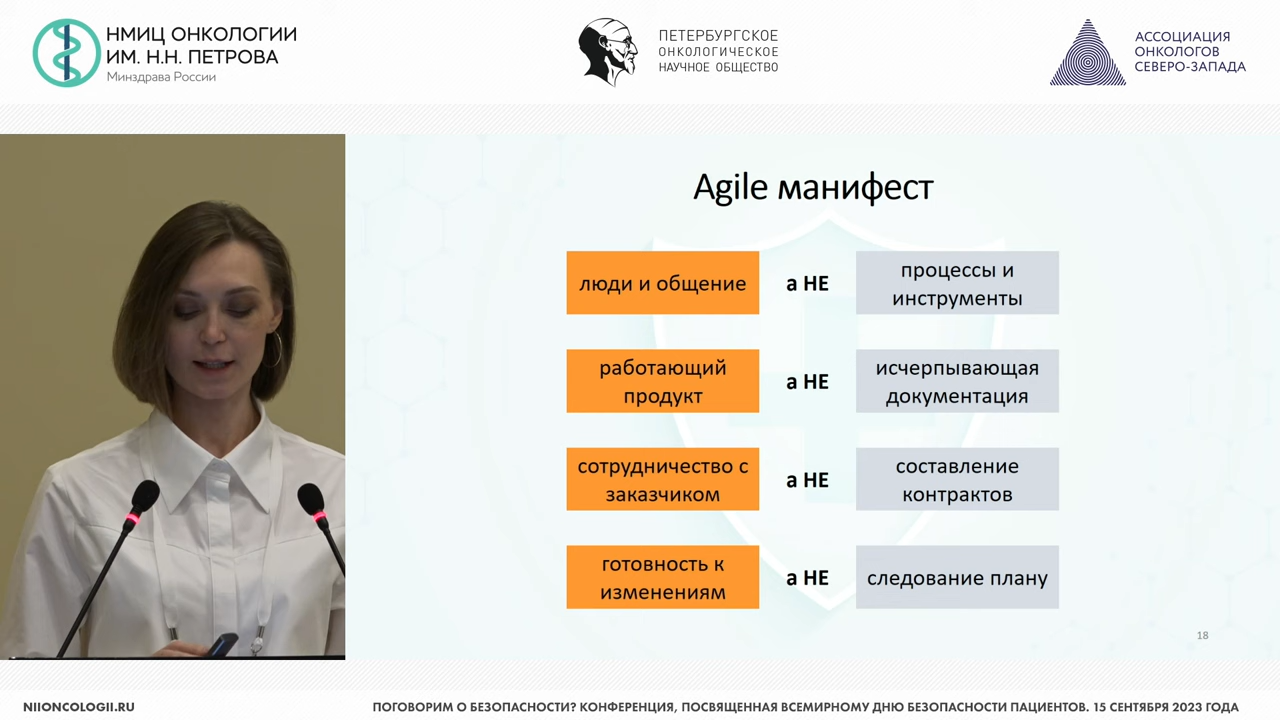 НМИЦ ОНКОЛОГИИ
ИМ. Н.Н. ПЕТРОВА
Минздрава России
ПЕТЕРБУРГСКОЕ
ОНКОЛОГИЧЕСКОЕ
НАУЧНОЕ ОБЩЕСТВО
АССОЦИАЦИЯ
ОНКОЛОГОВ
СЕВЕРО-ЗАПАДА
Agile манифест
люди и общение
а НЕ
процессы и
инструменты
работающий
продукт
а НЕ
исчерпывающая
документация
сотрудничество с
заказчиком
а НЕ
составление
контрактов
готовность к
изменениям
а НЕ
следование плану
18
NIIONCOLOGII.RU
ПОГОВОРИМ О БЕЗОПАСНОСТИ? КОНФЕРЕНЦИЯ, ПОСВЯЩЕННАЯ ВСЕМИРНОМУ ДНЮ БЕЗОПАСНОСТИ ПАЦИЕНТОВ. 15 СЕНТЯБРЯ 2023 ГОДА